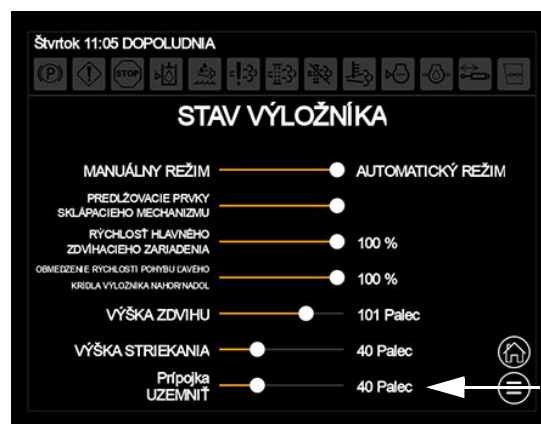 Štvrtok 11:05 DOPOLUDNIA
(P) STOP
STAV VÝLOŽNÍKA
MANUÁLNY REŽIM AUTOMATICKÝ REŽIM
PREDLŽOVACIE PRVKY
SKLÁPACIEHO MECHANIZMU
RÝCHLOSŤ HLAVNÉHO
ZDVÍHACIEHO ZARIADENIA 100 %
OBMEDZENIE RÝCHLOSTI POHYBU ĽAVÉHO
KRIDLA VÝLOŽNÍKA NAHOR/NADOL 100 %
VÝŠKA ZDVIHU 101 Palec
VÝŠKA STRIEKANIA 40 Palec
Prípojka
UZEMNIŤ 40 Palec